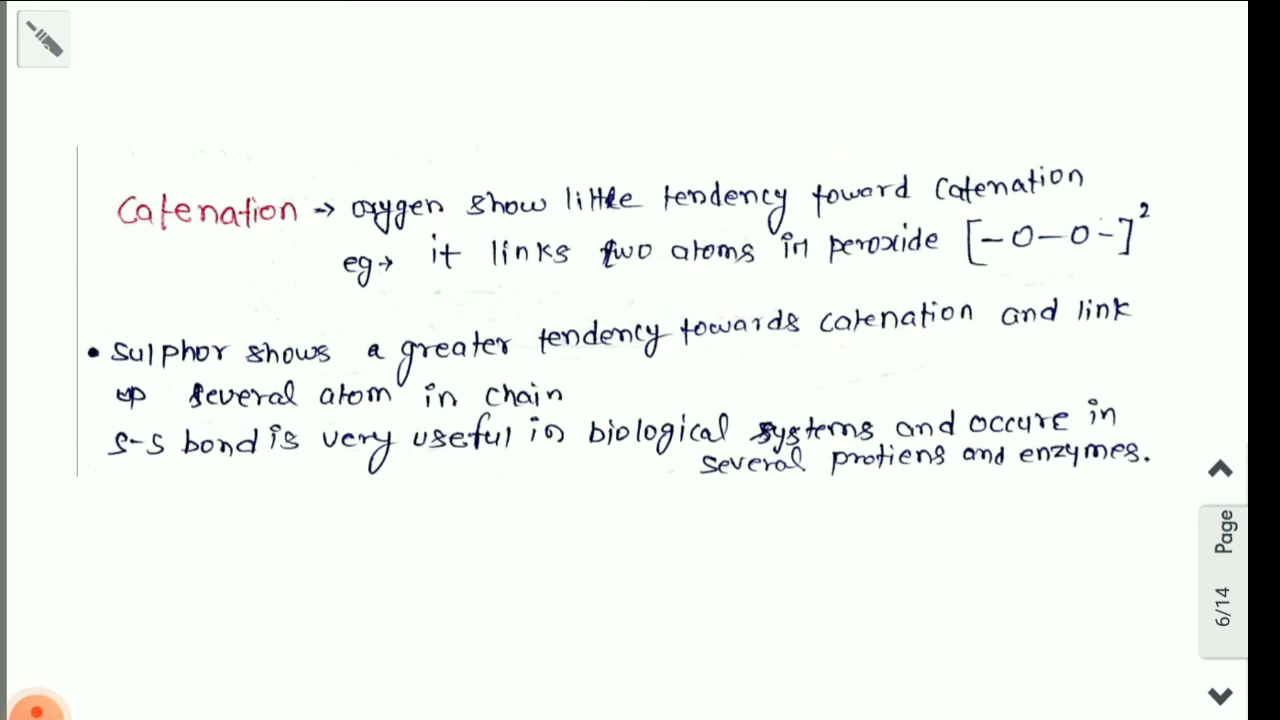 Catenation → oxygen show little tendency toward catenation
eg → it links two atoms in peroxide [-O-O-]²
• Sulphor shows a greater tendency towards catenation and link
up several atom in chain
S-S bond is very useful in biological systems and occure in
several protiens and enzymes.
Page
6/14